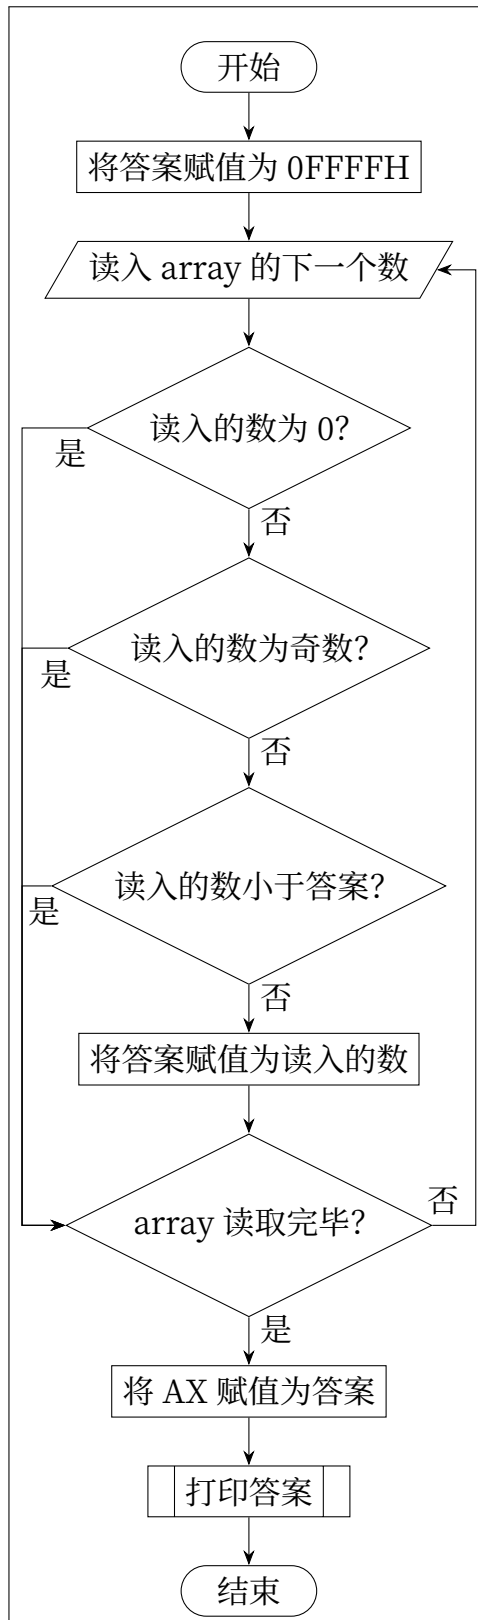 开始
将答案赋值为 0FFFFH
读入 array 的下一个数
读入的数为 0？
是
否
读入的数为奇数？
是
否
读入的数小于答案？
是
否
将答案赋值为读入的数
array 读取完毕？
否
是
将 AX 赋值为答案
打印答案
结束